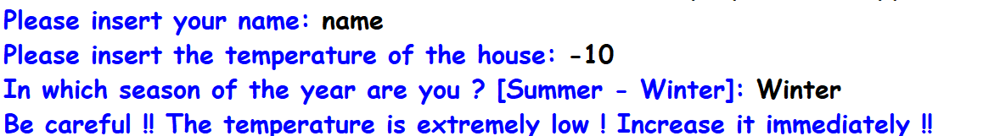 Please insert your name: name
Please insert the temperature of the house: -10
In which season of the year are you ? [Summer - Winter]: Winter
Be careful !! The temperature is extremely low ! Increase it immediately !!